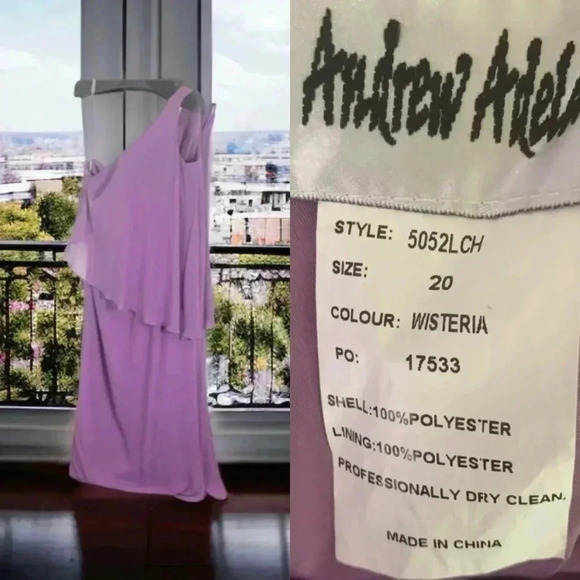 Andrew Adela
STYLE: 5052LCH
SIZE: 20
COLOUR: WISTERIA
PO: 17533
SHELL:100%POLYESTER
LINING:100%POLYESTER
PROFESSIONALLY DRY CLEAN.
MADE IN CHINA